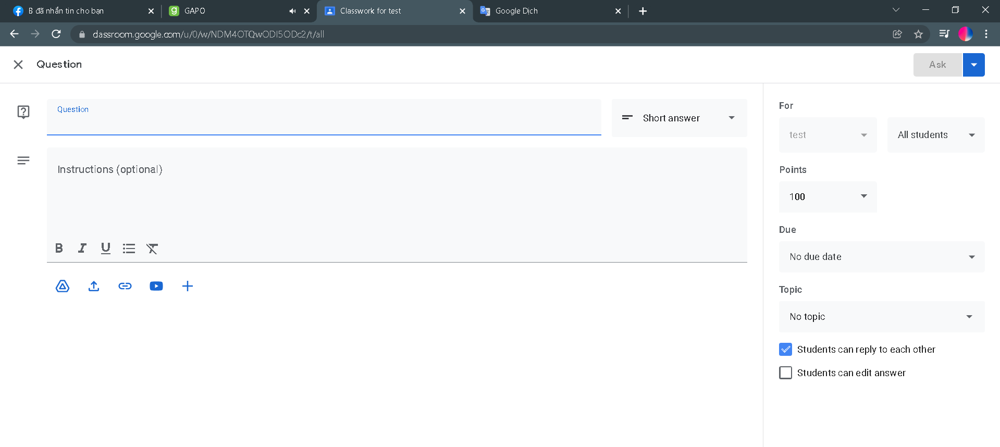 B đã nhắn tin cho bạn
GAPO
Classwork for test
Google Dịch
classroom.google.com/u/0/w/NDM4OTQwODI5ODc2/t/all
Question
Ask
Question
Short answer
Instructions (optional)
For
test
All students
Points
100
Due
No due date
Topic
No topic
Students can reply to each other
Students can edit answer